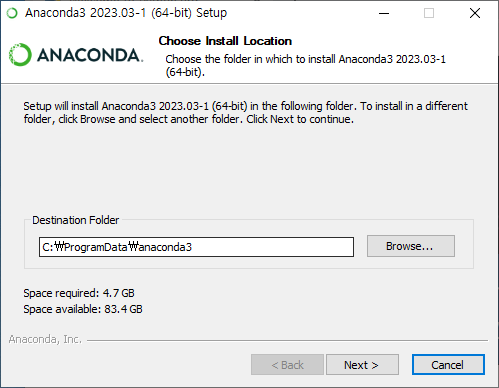 Anaconda3 2023.03-1 (64-bit) Setup
ANACONDA.
Choose Install Location
Choose the folder in which to install Anaconda3 2023.03-1
(64-bit).
Setup will install Anaconda3 2023.03-1 (64-bit) in the following folder. To install in a different
folder, click Browse and select another folder. Click Next to continue.
Destination Folder
C:₩ProgramData₩anaconda3
Browse...
Space required: 4.7 GB
Space available: 83.4 GB
Anaconda, Inc.
< Back
Next >
Cancel